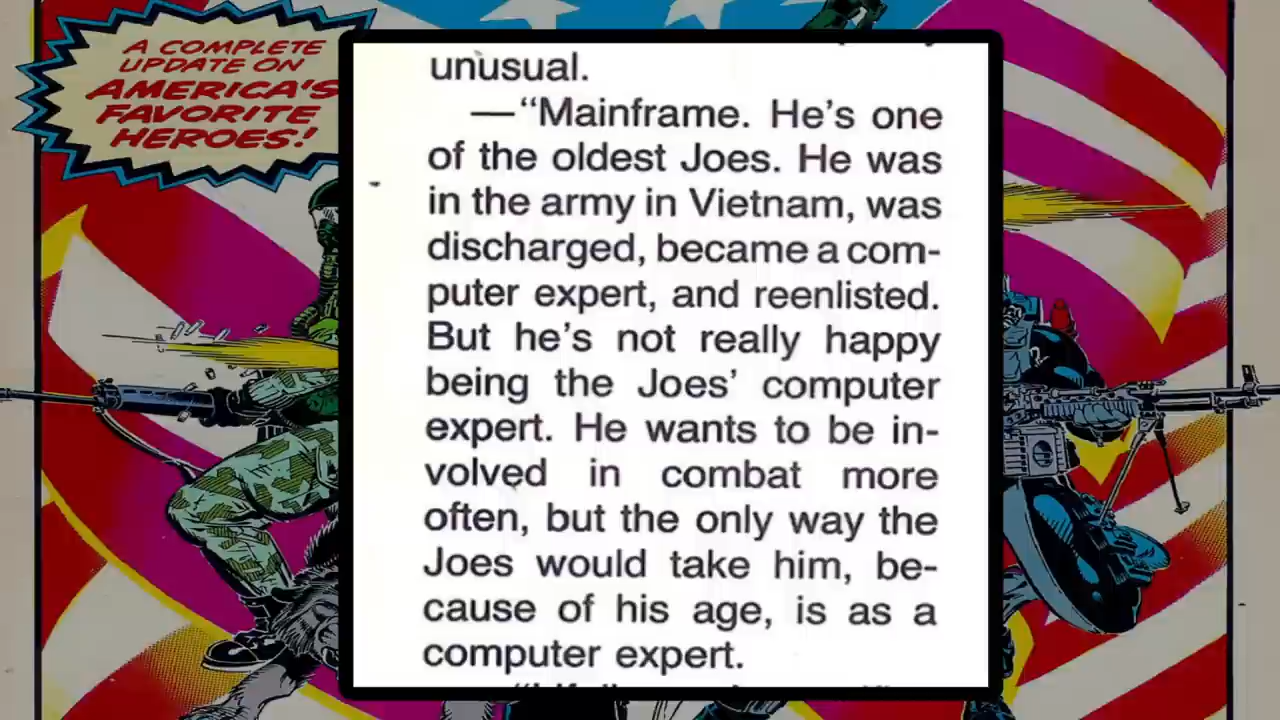 A COMPLETE
UPDATE ON
AMERICA'S
FAVORITE
HEROES!
unusual.
—“Mainframe. He’s one
of the oldest Joes. He was
in the army in Vietnam, was
discharged, became a com-
puter expert, and reenlisted.
But he’s not really happy
being the Joes’ computer
expert. He wants to be in-
volved in combat more
often, but the only way the
Joes would take him, be-
cause of his age, is as a
computer expert.